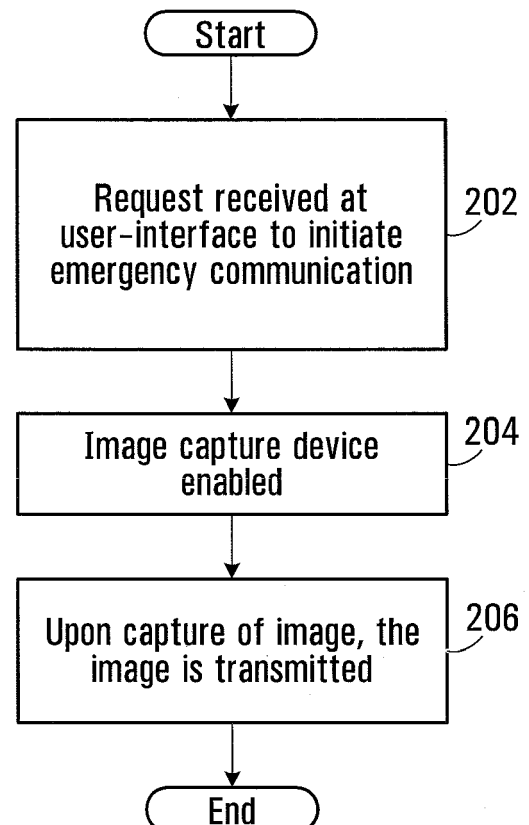 Start
Request received at
user-interface to initiate
emergency communication
202
Image capture device
enabled
204
Upon capture of image, the
image is transmitted
206
End